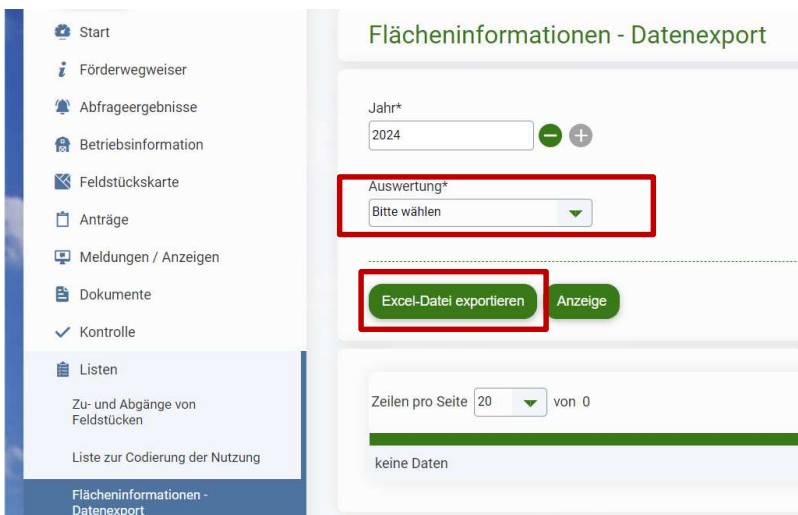 Start
Förderwegweiser
Abfrageergebnisse
Betriebsinformation
Feldstückskarte
Anträge
Meldungen / Anzeigen
Dokumente
Kontrolle
Listen
Zu- und Abgänge von
Feldstücken
Liste zur Codierung der Nutzung
Flächeninformationen -
Datenexport
Flächeninformationen - Datenexport
Jahr*
2024
Auswertung*
Bitte wählen
Excel-Datei exportieren Anzeige
Zeilen pro Seite 20 von 0
keine Daten